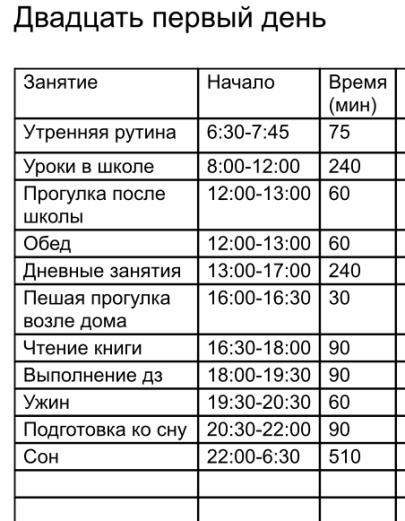 Двадцать первый день
Занятие Начало Время
(мин)
Утренняя рутина 6:30-7:45 75
Уроки в школе 8:00-12:00 240
Прогулка после 12:00-13:00 60
школы
Обед 12:00-13:00 60
Дневные занятия 13:00-17:00 240
Пешая прогулка 16:00-16:30 30
возле дома
Чтение книги 16:30-18:00 90
Выполнение дз 18:00-19:30 90
Ужин 19:30-20:30 60
Подготовка ко сну 20:30-22:00 90
Сон 22:00-6:30 510